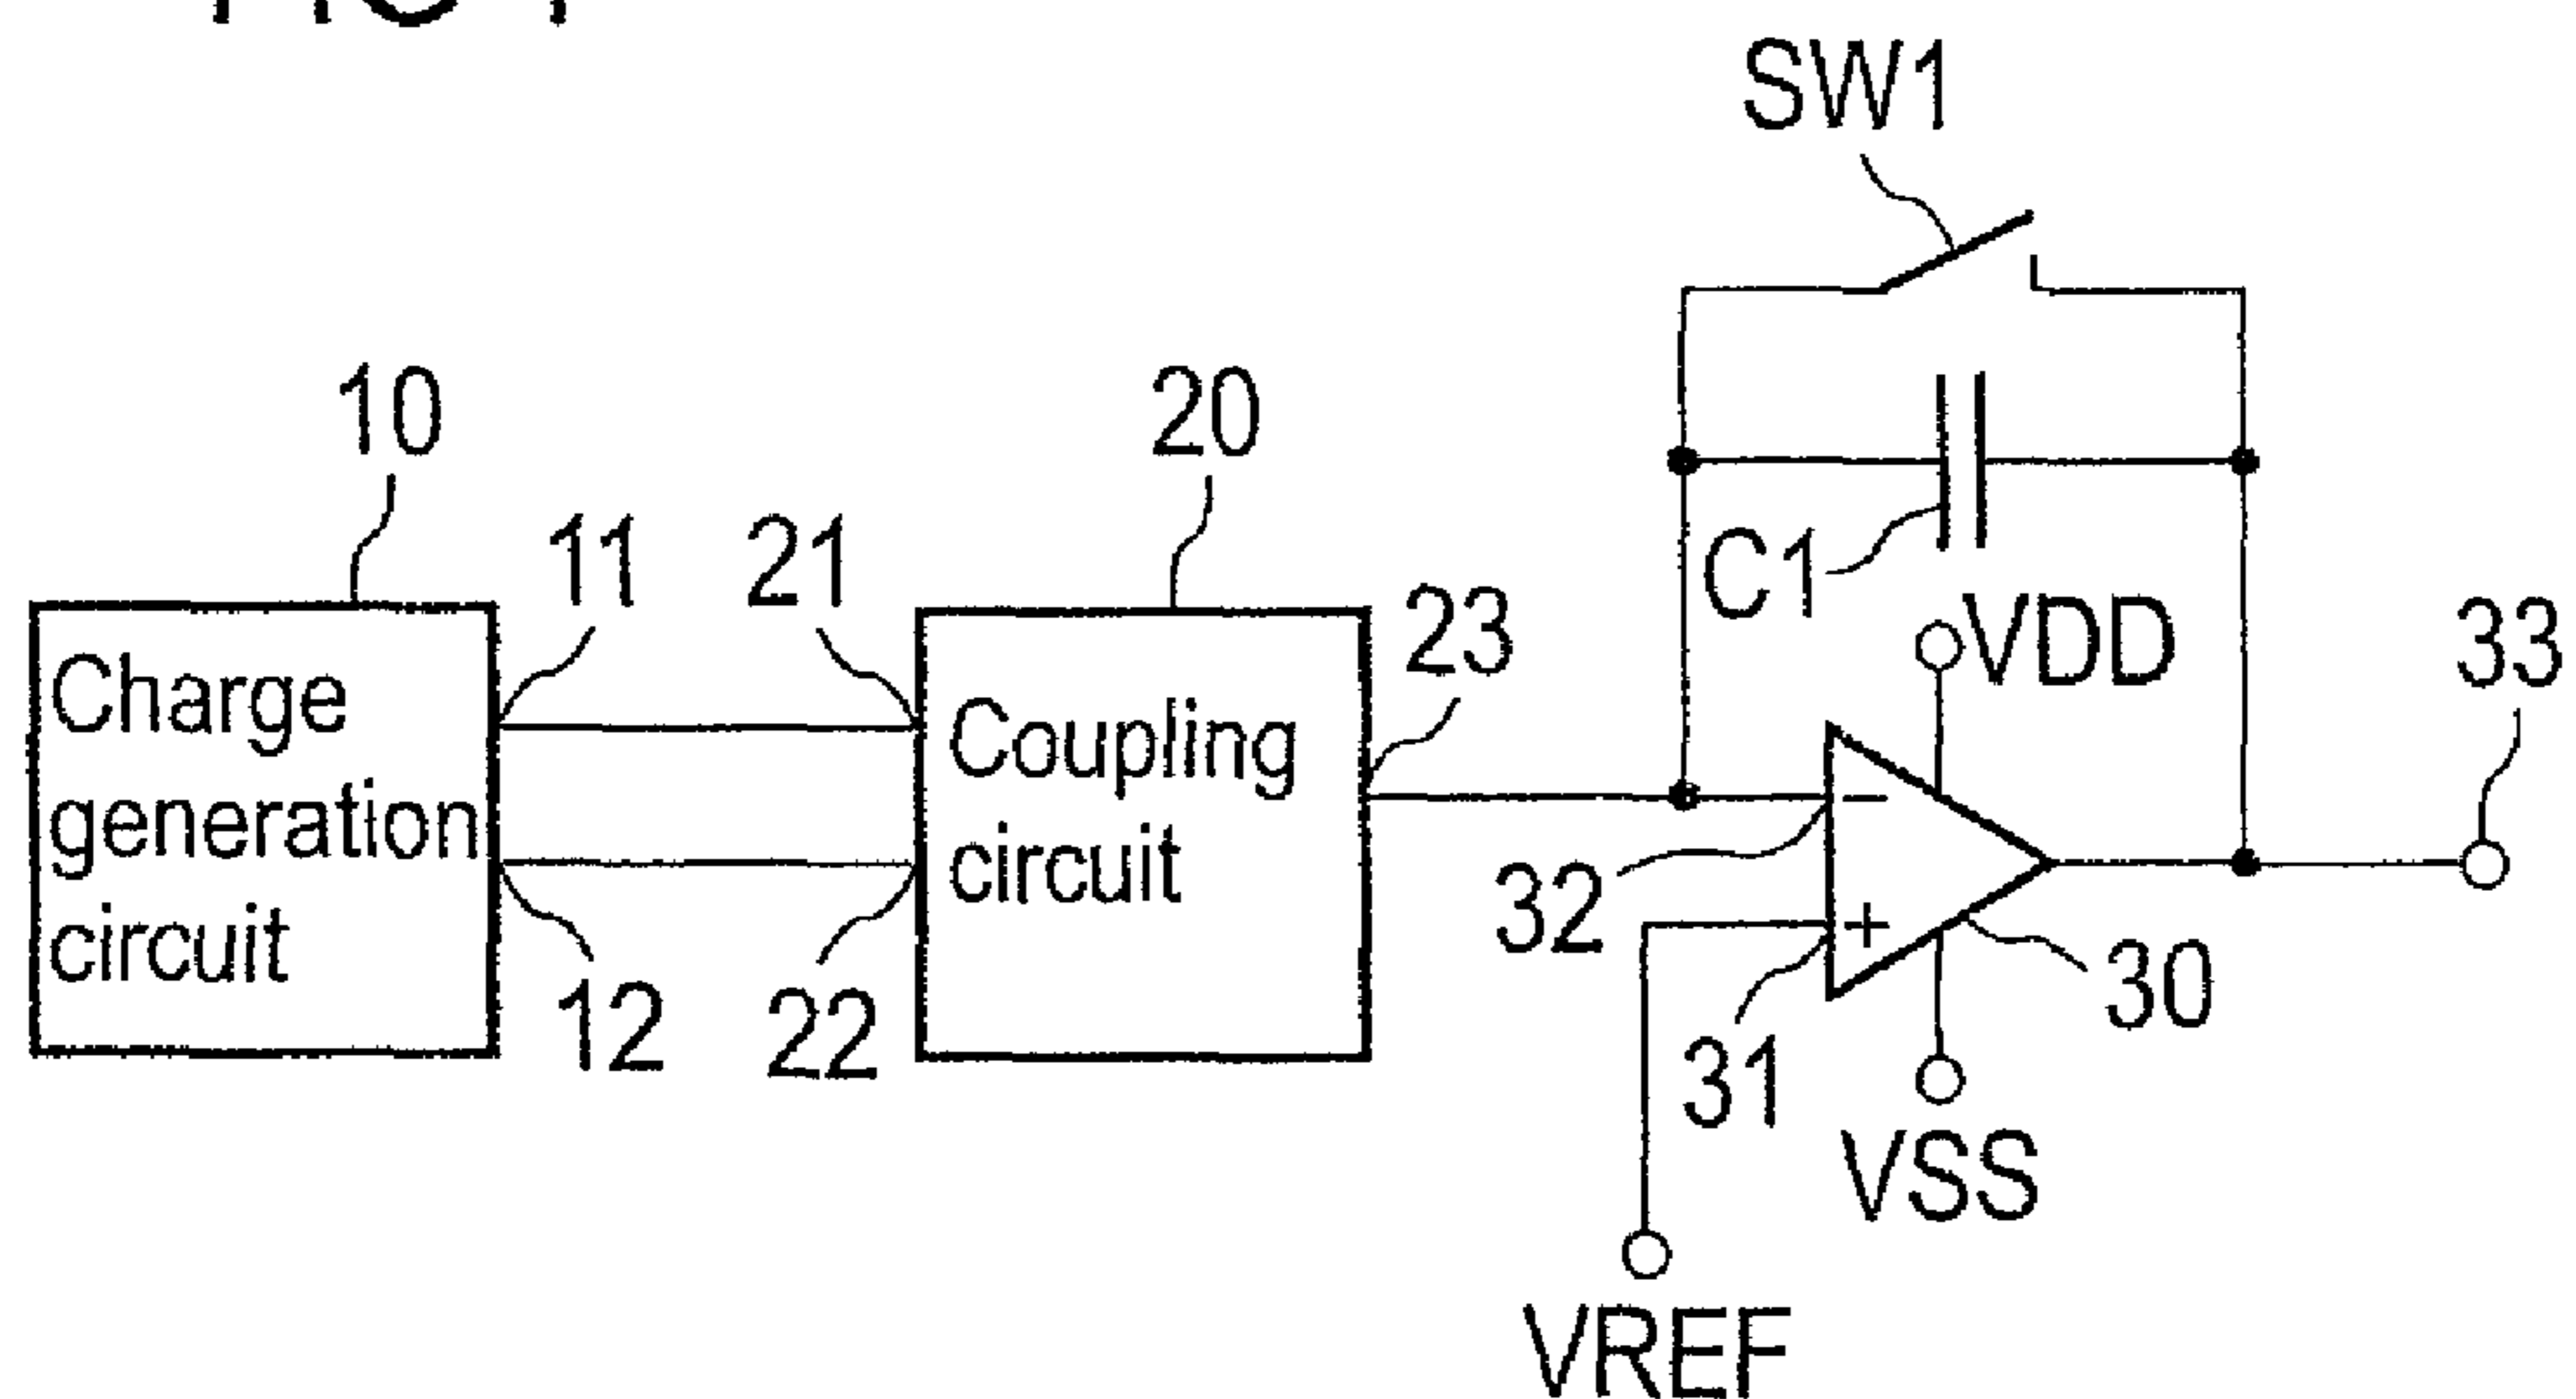 SW1
10
20
11
21
C1
VDD
23
33
Charge
generation
circuit
Coupling
circuit
-
32
+
12
22
31
30
VSS
VREF